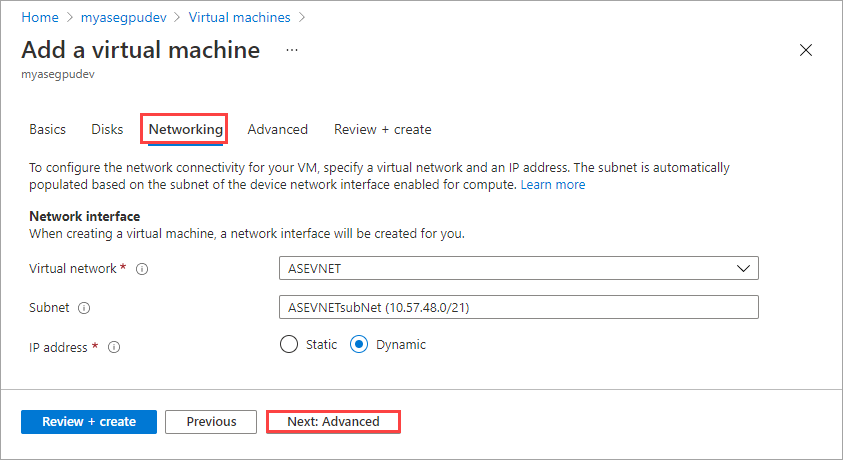 Home > myasegpudev > Virtual machines >
Add a virtual machine ...
myasegpudev
Basics Disks Networking Advanced Review + create
To configure the network connectivity for your VM, specify a virtual network and an IP address. The subnet is automatically
populated based on the subnet of the device network interface enabled for compute. Learn more
Network interface
When creating a virtual machine, a network interface will be created for you.
Virtual network * ASEVNET
Subnet ASEVNETsubNet (10.57.48.0/21)
IP address * Static Dynamic
Review + create Previous Next: Advanced